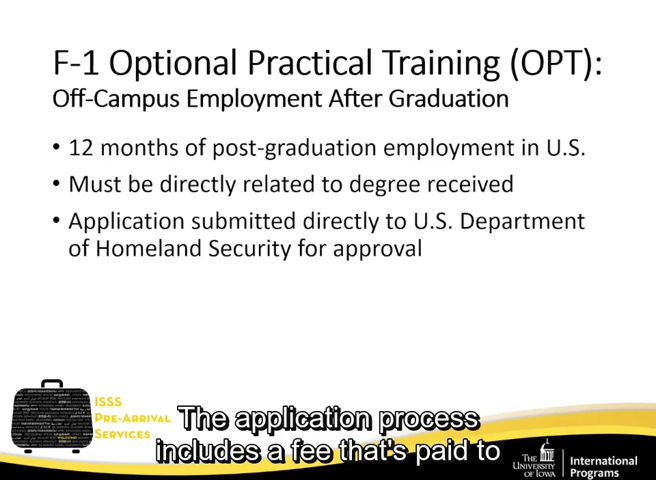 F-1 Optional Practical Training (OPT):
Off-Campus Employment After Graduation
• 12 months of post-graduation employment in U.S.
• Must be directly related to degree received
• Application submitted directly to U.S. Department
of Homeland Security for approval
ISSS
PRE-ARRIVAL
SERVICES
The application process
includes a fee that's paid to
THE
UNIVERSITY
OF IOWA
International
Programs